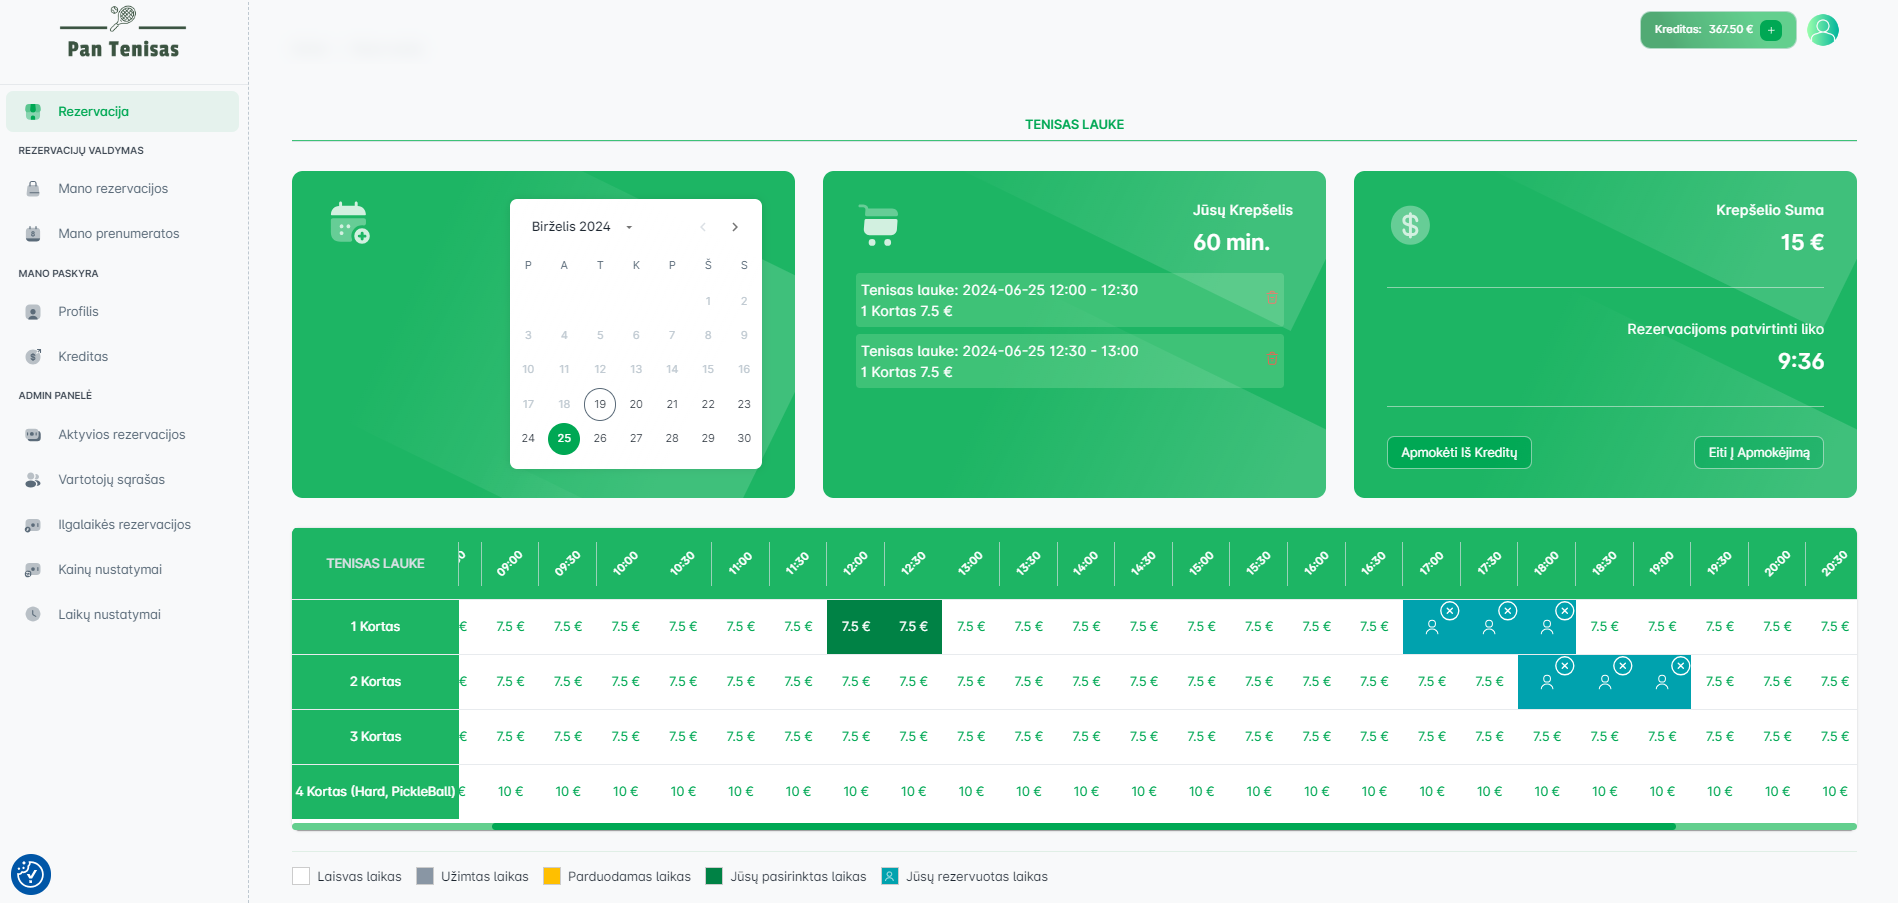 Pan Tenisas
Kreditas: 367.50 € +
Rezervacija
REZERVACIJŲ VALDYMAS
Mano rezervacijos
Mano prenumeratos
MANO PASKYRA
Profilis
Kreditas
ADMIN PANELĖ
Aktyvios rezervacijos
Vartotojų sąrašas
Ilgalaikės rezervacijos
Kainų nustatymai
Laikų nustatymai
TENISAS LAUKE
Birželis 2024
P A T K P Š S
1 2
3 4 5 6 7 8 9
10 11 12 13 14 15 16
17 18 19 20 21 22 23
24 25 26 27 28 29 30
Jūsų Krepšelis
60 min.
Tenisas lauke: 2024-06-25 12:00 - 12:30
1 Kortas 7.5 €
Tenisas lauke: 2024-06-25 12:30 - 13:00
1 Kortas 7.5 €
Krepšelio Suma
15 €
Rezervacijoms patvirtinti liko
9:36
Apmokėti Iš Kreditų
Eiti Į Apmokėjimą
TENISAS LAUKE 09:00 09:30 10:00 10:30 11:00 11:30 12:00 12:30 13:00 13:30 14:00 14:30 15:00 15:30 16:00 16:30 17:00 17:30 18:00 18:30 19:00 19:30 20:00 20:30
1 Kortas € 7.5 € 7.5 € 7.5 € 7.5 € 7.5 € 7.5 € 7.5 € 7.5 € 7.5 € 7.5 € 7.5 € 7.5 € 7.5 € 7.5 € 7.5 € 7.5 € 7.5 € 7.5 € 7.5 € 7.5 € 7.5 €
2 Kortas € 7.5 € 7.5 € 7.5 € 7.5 € 7.5 € 7.5 € 7.5 € 7.5 € 7.5 € 7.5 € 7.5 € 7.5 € 7.5 € 7.5 € 7.5 € 7.5 € 7.5 € 7.5 € 7.5 € 7.5 € 7.5 €
3 Kortas € 7.5 € 7.5 € 7.5 € 7.5 € 7.5 € 7.5 € 7.5 € 7.5 € 7.5 € 7.5 € 7.5 € 7.5 € 7.5 € 7.5 € 7.5 € 7.5 € 7.5 € 7.5 € 7.5 € 7.5 € 7.5 € 7.5 € 7.5 € 7.5 €
4 Kortas (Hard, PickleBall) € 10 € 10 € 10 € 10 € 10 € 10 € 10 € 10 € 10 € 10 € 10 € 10 € 10 € 10 € 10 € 10 € 10 € 10 € 10 € 10 € 10 € 10 € 10 € 10 €
Laisvas laikas
Užimtas laikas
Parduodamas laikas
Jūsų pasirinktas laikas
Jūsų rezervuotas laikas